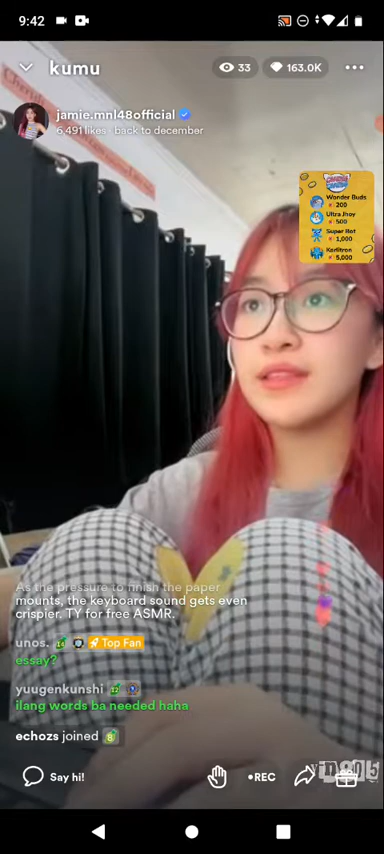 9:42
kumu
33
163.0K
jamie.mnl48official
6,491 likes · back to december
Wonder Buds
200
Ultra Jhoy
500
Super Bot
1,000
Karlitron
5,000
As the pressure to finish the paper
mounts, the keyboard sound gets even
crispier. TY for free ASMR.
unos. 14 Top Fan
essay?
yuugenkunshi 12
ilang words ba needed haha
echozs joined 8
Say hi!
•REC